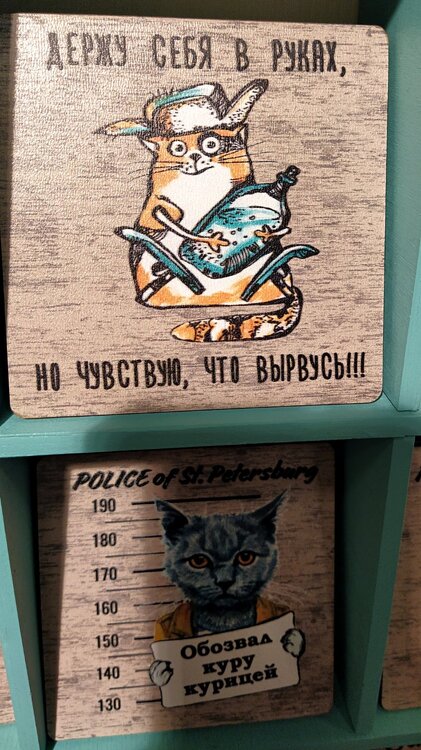 ДЕРЖУ СЕБЯ В РУКАХ,
НО ЧУВСТВУЮ, ЧТО ВЫРВУСЬ!!!
POLICE of St. Petersburg
190
180
170
160
150
140
130
Обозвал
куру
курицей